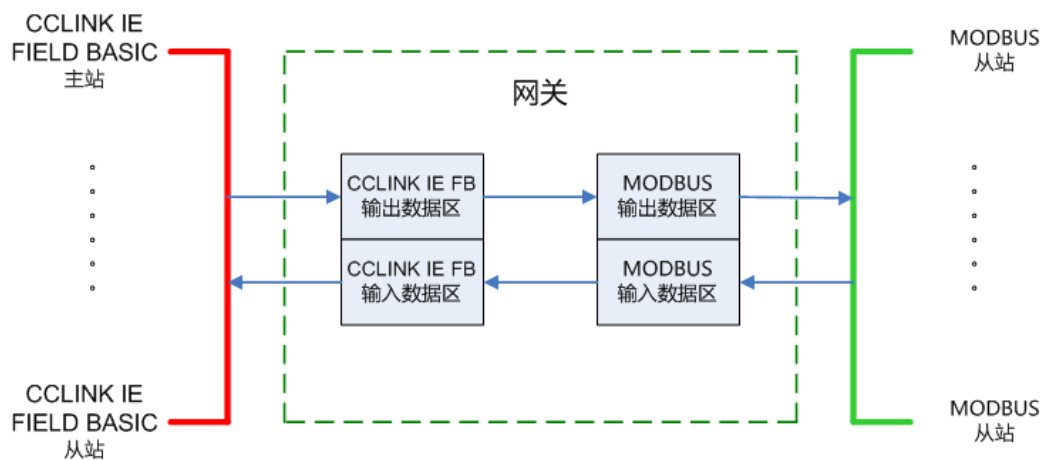 CCLINK IE
FIELD BASIC
主站
MODBUS
从站
网关
CCLINK IE FB
输出数据区
MODBUS
输出数据区
CCLINK IE FB
输入数据区
MODBUS
输入数据区
CCLINK IE
FIELD BASIC
从站
MODBUS
从站